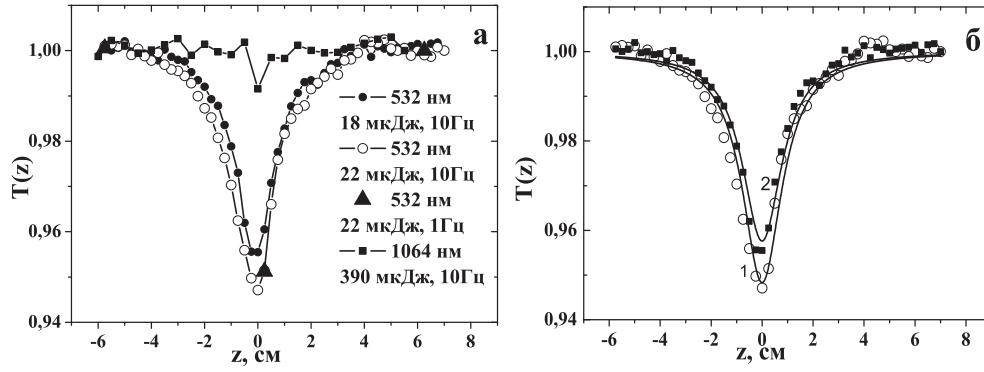 а
T(z)
1,00
0,98
0,96
0,94
-6 -4 -2 0 2 4 6 8
z, см
532 нм
18 мкДж, 10Гц
532 нм
22 мкДж, 10Гц
532 нм
22 мкДж, 1Гц
1064 нм
390 мкДж, 10Гц
б
T(z)
1,00
0,98
0,96
0,94
2
1
-6 -4 -2 0 2 4 6 8
z, см